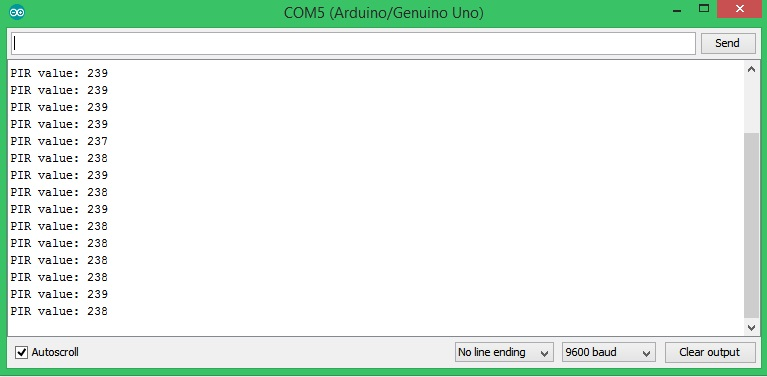 COM5 (Arduino/Genuino Uno)
Send
PIR value: 239
PIR value: 239
PIR value: 239
PIR value: 239
PIR value: 237
PIR value: 238
PIR value: 239
PIR value: 238
PIR value: 239
PIR value: 238
PIR value: 238
PIR value: 238
PIR value: 238
PIR value: 239
PIR value: 238
Autoscroll No line ending 9600 baud Clear output